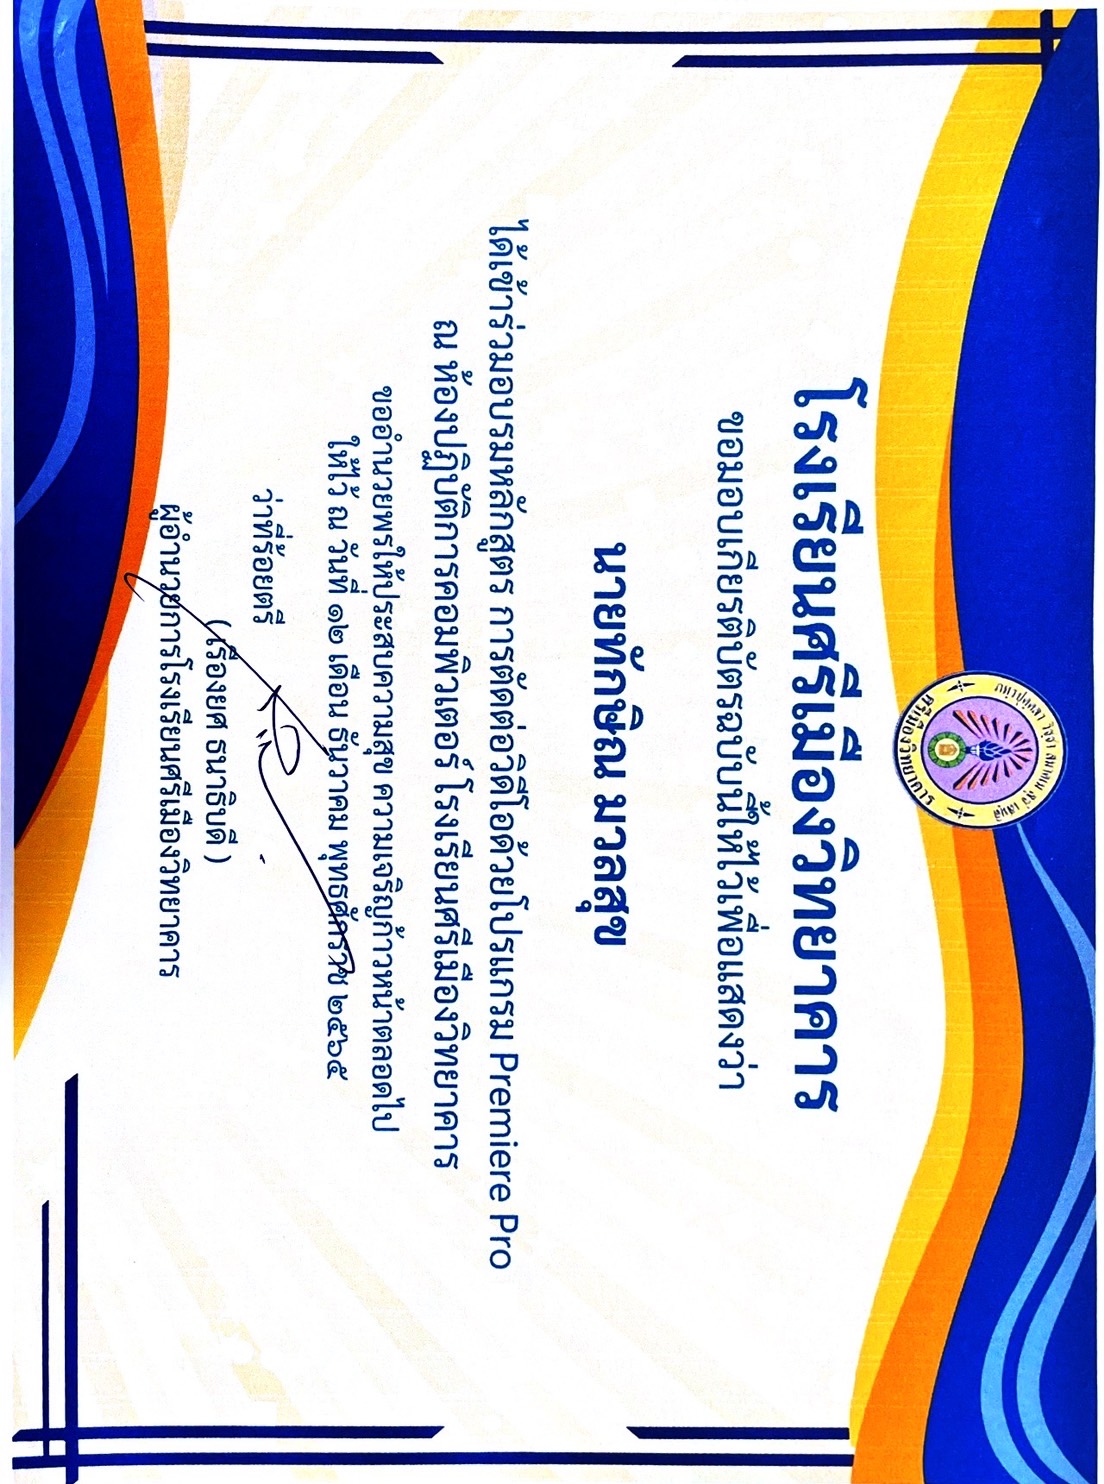 ศรีเมืองวิทยาคาร
โรงเรียนศรีเมืองวิทยาคาร
ขอมอบเกียรติบัตรฉบับนี้ให้ไว้เพื่อแสดงว่า
นายทักษิณ มวลสุข
ได้เข้าร่วมอบรมหลักสูตร การตัดต่อวิดีโอด้วยโปรแกรม Premiere Pro
ณ ห้องปฏิบัติการคอมพิวเตอร์ โรงเรียนศรีเมืองวิทยาคาร
ขออำนวยพรให้ประสบความสุข ความเจริญก้าวหน้าตลอดไป
ให้ไว้ ณ วันที่ ๑๒ เดือน ธันวาคม พุทธศักราช ๒๕๖๕
ว่าที่ร้อยตรี
( เรืองยศ ธนาธิบดี )
ผู้อำนวยการโรงเรียนศรีเมืองวิทยาคาร